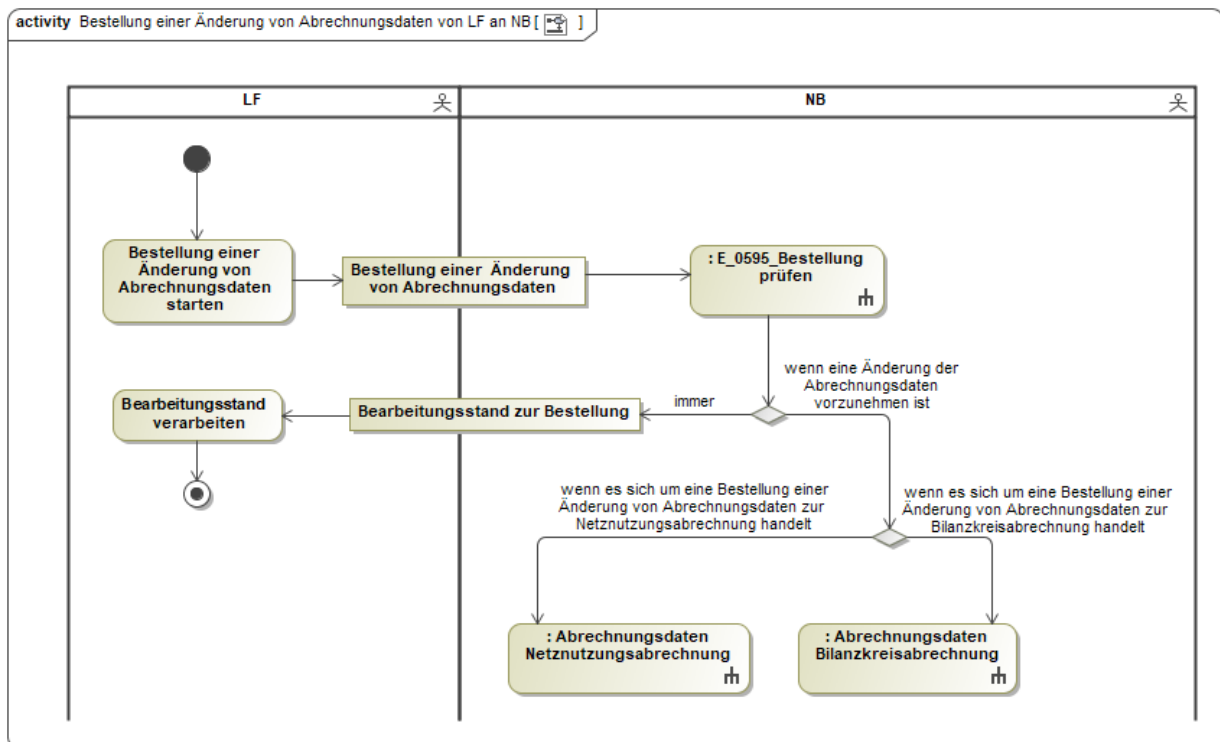 activity Bestellung einer Änderung von Abrechnungsdaten von LF an NB [ ]
LF
NB
Bestellung einer
Änderung von
Abrechnungsdaten
starten
Bestellung einer Änderung
von Abrechnungsdaten
: E_0595_Bestellung
prüfen
wenn eine Änderung der
Abrechnungsdaten
vorzunehmen ist
immer
Bearbeitungsstand zur Bestellung
Bearbeitungsstand
verarbeiten
wenn es sich um eine Bestellung einer
Änderung von Abrechnungsdaten zur
Netznutzungsabrechnung handelt
wenn es sich um eine Bestellung einer
Änderung von Abrechnungsdaten zur
Bilanzkreisabrechnung handelt
: Abrechnungsdaten
Netznutzungsabrechnung
: Abrechnungsdaten
Bilanzkreisabrechnung